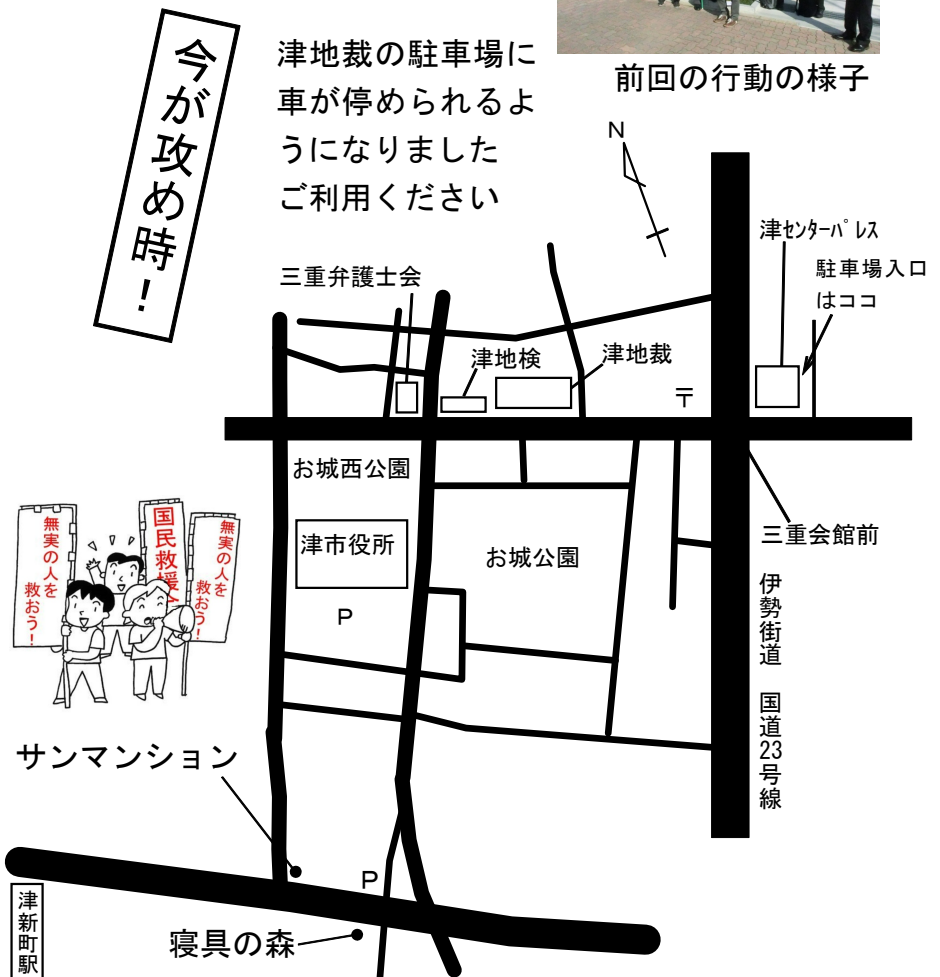 今が攻め時!
津地裁の駐車場に
車が停められるよ
うになりました
ご利用ください
前回の行動の様子
N
津センターパレス
駐車場入口
はココ
三重弁護士会
津地検
津地裁
〒
お城西公園
津市役所
お城公園
P
三重会館前
伊勢街道 国道23号線
無実の人を
救おう!
国民救援会
無実の人を
救おう!
サンマンション
P
津新町駅
寝具の森